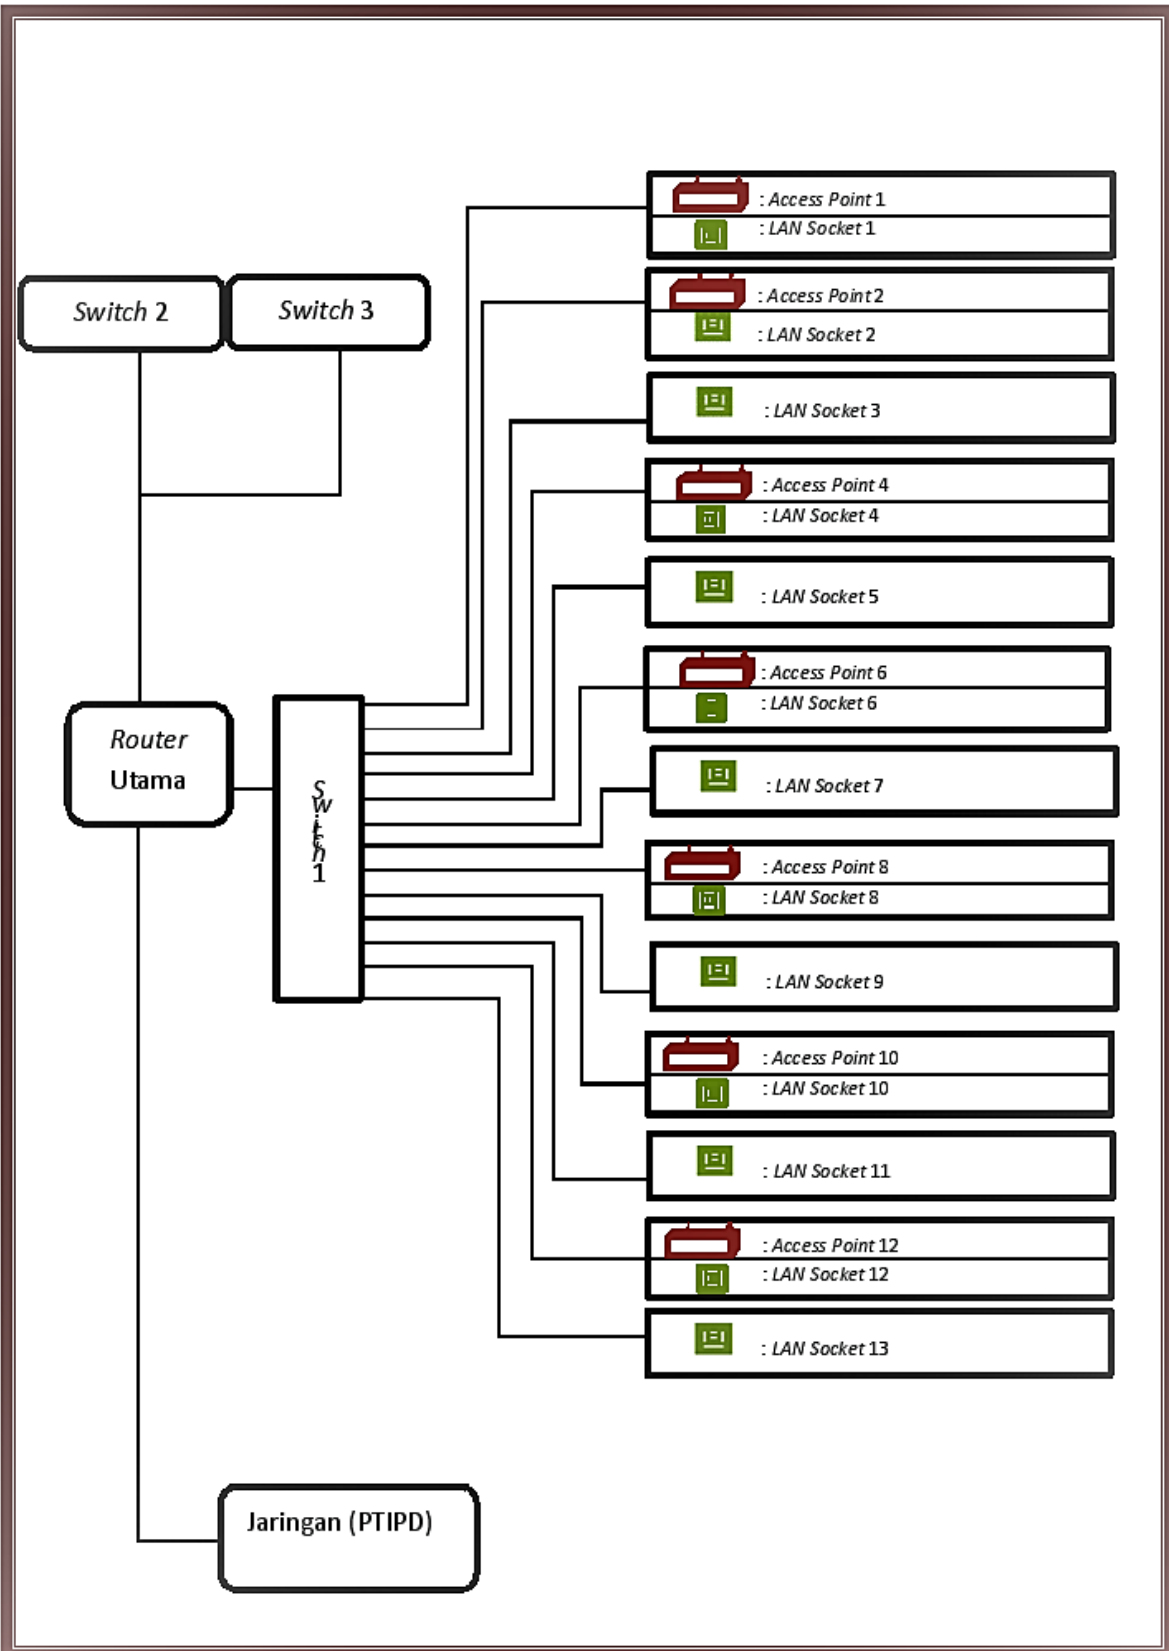 : Access Point 1
: LAN Socket 1
Switch 2
Switch 3
: Access Point 2
: LAN Socket 2
: LAN Socket 3
: Access Point 4
: LAN Socket 4
: LAN Socket 5
: Access Point 6
: LAN Socket 6
Router
Utama
Switch 1
: LAN Socket 7
: Access Point 8
: LAN Socket 8
: LAN Socket 9
: Access Point 10
: LAN Socket 10
: LAN Socket 11
: Access Point 12
: LAN Socket 12
: LAN Socket 13
Jaringan (PTIPD)